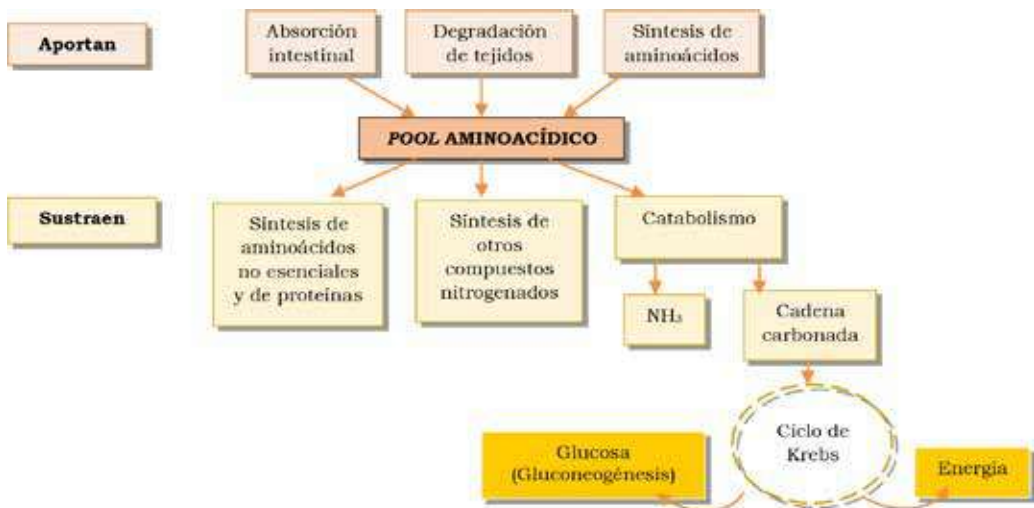 Aportan
Absorción
intestinal
Degradación
de tejidos
Síntesis de
aminoácidos
POOL AMINOACÍDICO
Sustraen
Síntesis de
aminoácidos
no esenciales
y de proteínas
Síntesis de
otros
compuestos
nitrogenados
Catabolismo
NH₃
Cadena
carbonada
Ciclo de
Krebs
Glucosa
(Gluconeogénesis)
Energía